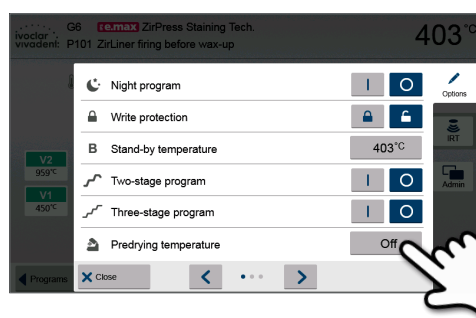 ivoclar
vivadent:
G6 IPS e.max ZirPress Staining Tech.
P101 ZirLiner firing before wax-up
403°C
Night program
I O
Options
Write protection
IRT
B Stand-by temperature
403°C
V2
959°C
Two-stage program
I O
Admin
V1
450°C
Three-stage program
I O
Predrying temperature
Off
Programs
Close